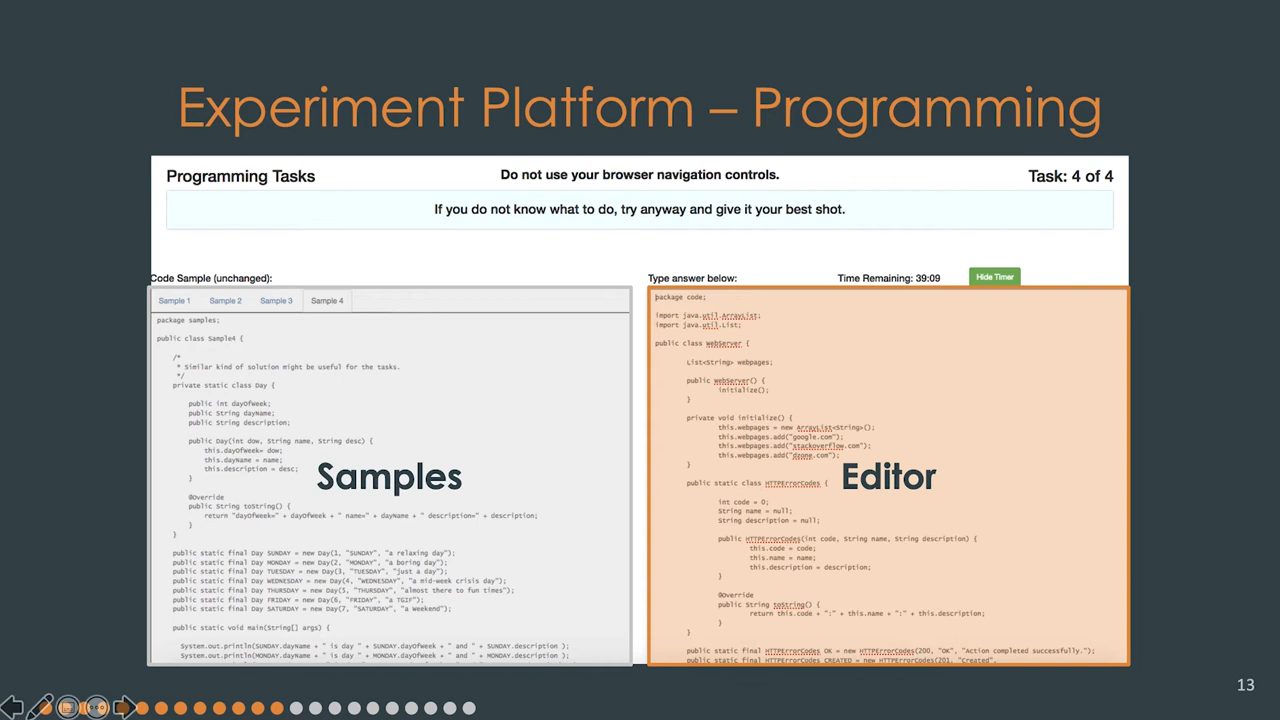 Experiment Platform – Programming
Programming Tasks
Do not use your browser navigation controls.
Task: 4 of 4
If you do not know what to do, try anyway and give it your best shot.
Code Sample (unchanged):
Sample 1
Sample 2
Sample 3
Sample 4
package samples;
public class Sample4 {
/*
* Similar kind of solution might be useful for the tasks.
*/
private static class Day {
public int dayOfWeek;
public String dayName;
public String description;
public Day(int dow, String name, String desc) {
this.dayOfWeek= dow;
this.dayName = name;
this.description = desc;
}
@Override
public String toString() {
return "dayOfWeek=" + dayOfWeek + " name=" + dayName + " description=" + description;
}
}
public static final Day SUNDAY = new Day(1, "SUNDAY", "a relaxing day");
public static final Day MONDAY = new Day(2, "MONDAY", "a boring day");
public static final Day TUESDAY = new Day(3, "TUESDAY", "just a day");
public static final Day WEDNESDAY = new Day(4, "WEDNESDAY", "a mid-week crisis day");
public static final Day THURSDAY = new Day(5, "THURSDAY", "almost there to fun times");
public static final Day FRIDAY = new Day(6, "FRIDAY", "a TGIF");
public static final Day SATURDAY = new Day(7, "SATURDAY", "a weekend");
public static void main(String[] args) {
System.out.println(SUNDAY.dayName + " is day " + SUNDAY.dayOfWeek + " and " + SUNDAY.description );
System.out.println(MONDAY.dayName + " is day " + MONDAY.dayOfWeek + " and " + MONDAY.description );
Samples
Type answer below:
Time Remaining: 39:09
Hide Timer
package code;
import java.util.ArrayList;
import java.util.List;
public class WebServer {
List<String> webpages;
public WebServer() {
initialize();
}
private void initialize() {
this.webpages = new ArrayList<String>();
this.webpages.add("google.com");
this.webpages.add("stackoverflow.com");
this.webpages.add("dzone.com");
}
public static class HTTPErrorCodes {
int code = 0;
String name = null;
String description = null;
public HTTPErrorCodes(int code, String name, String description) {
this.code = code;
this.name = name;
this.description = description;
}
@Override
public String toString() {
return this.code + ":" + this.name + ":" + this.description;
}
}
public static final HTTPErrorCodes OK = new HTTPErrorCodes(200, "OK", "Action completed successfully.");
public static final HTTPErrorCodes CREATED = new HTTPErrorCodes(201, "Created",
Editor
13